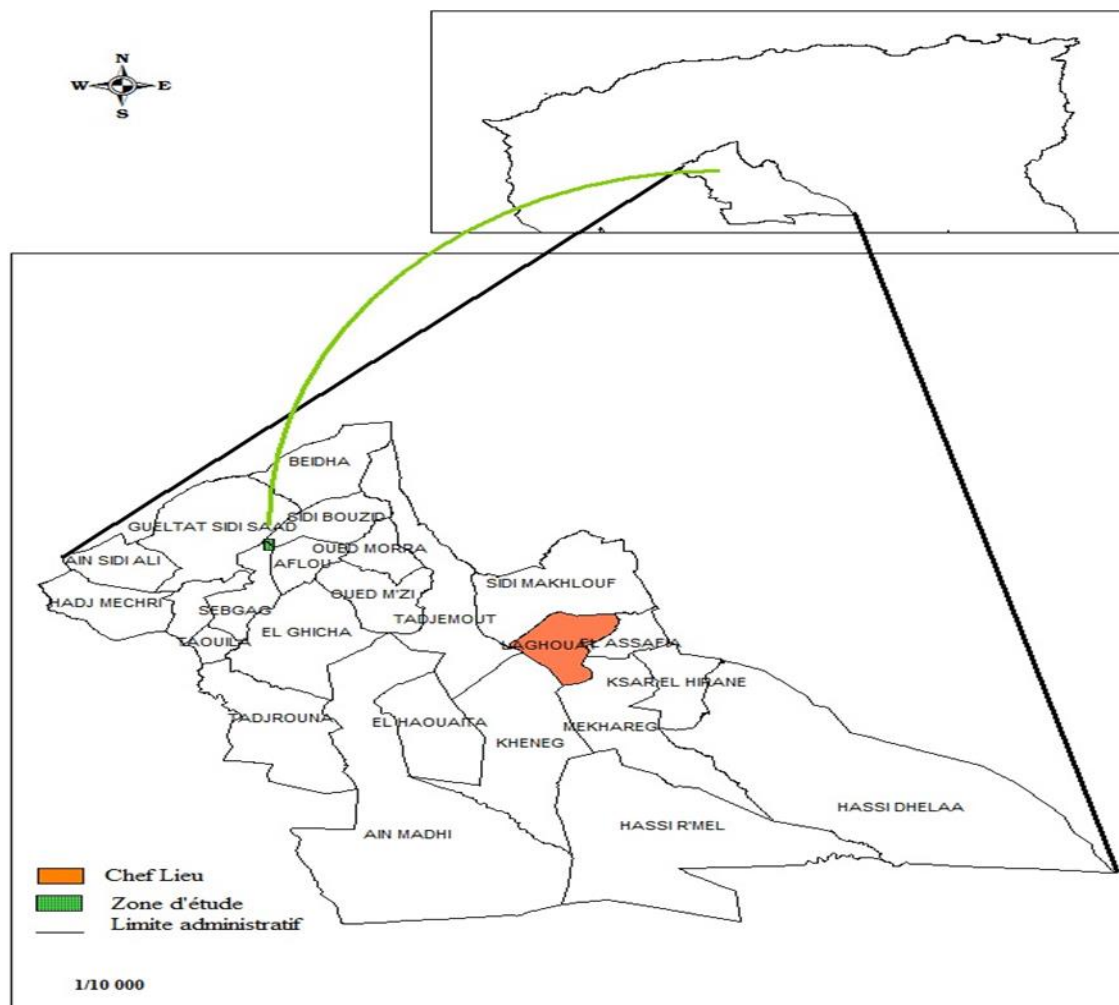 N
W E
S
BEIDHA
GUELTAT SIDI SAAD
SIDI BOUZID
AIN SIDI ALI
AFLOU
OUED MORRA
HADJ MECHRI
SEBGAG
OUED M'ZI
SIDI MAKHLOUF
TADJEMOUT
EL GHICHA
TAOUILA
LAGHOUAT
EL ASSAFIA
KSAR EL HIRANE
TADJROUNA
EL HAOUAITA
KHENEG
MEKHAREG
HASSI DHELAA
AIN MADHI
HASSI R'MEL
Chef Lieu
Zone d'étude
Limite administratif
1/10 000